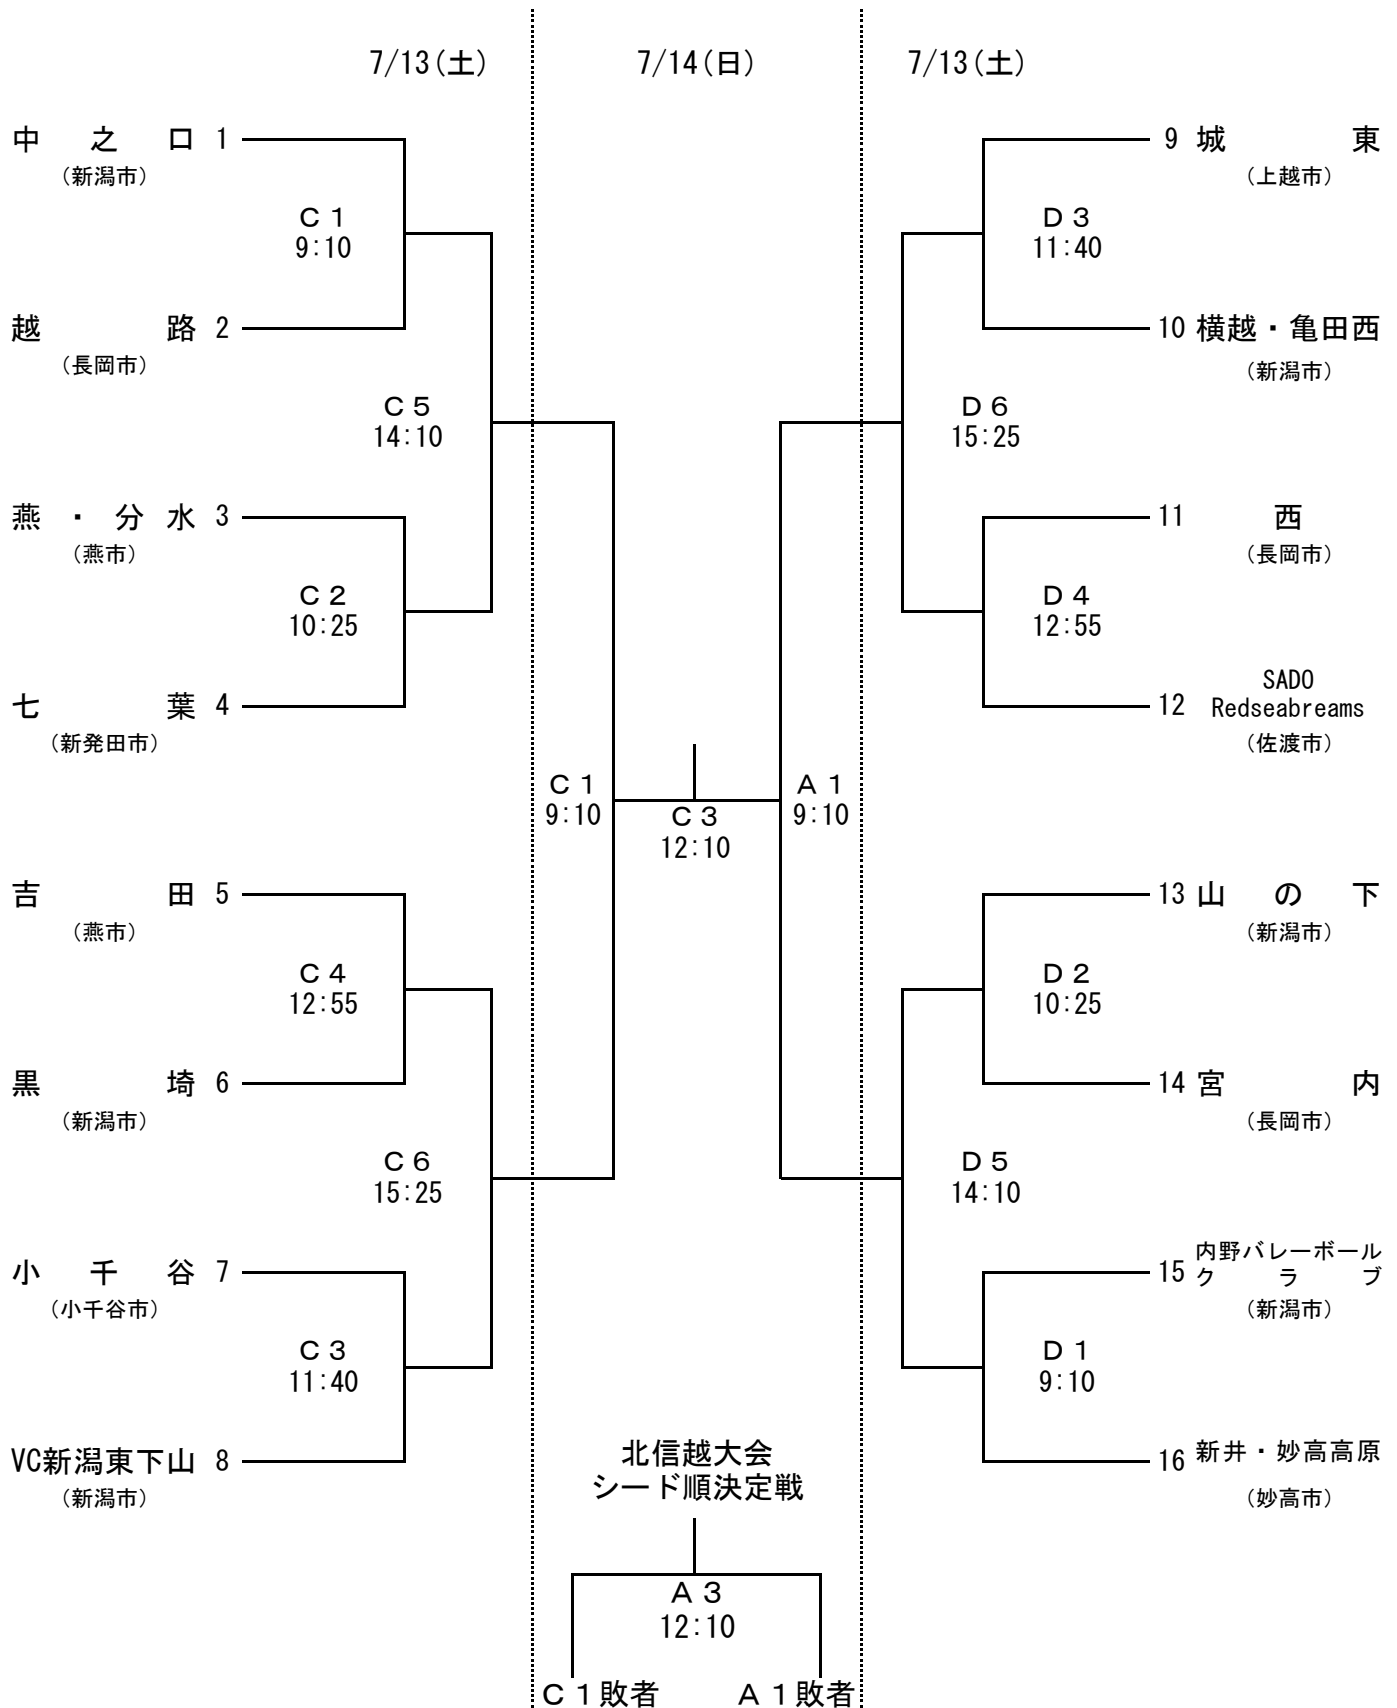 7/13(土)
7/14(日)
7/13(土)
中之口 1
(新潟市)
C1
9:10
越路 2
(長岡市)
C5
14:10
燕・分水 3
(燕市)
C2
10:25
七葉 4
(新発田市)
吉田 5
(燕市)
C4
12:55
黒埼 6
(新潟市)
C6
15:25
小千谷 7
(小千谷市)
C3
11:40
VC新潟東下山 8
(新潟市)
C1
9:10
C3
12:10
A1
9:10
9 城東
(上越市)
D3
11:40
10 横越・亀田西
(新潟市)
D6
15:25
11 西
(長岡市)
D4
12:55
SADO
12 Redseabreams
(佐渡市)
13 山の下
(新潟市)
D2
10:25
14 宮内
(長岡市)
D5
14:10
内野バレーボール
15 クラブ
(新潟市)
D1
9:10
16 新井・妙高高原
(妙高市)
北信越大会
シード順決定戦
A3
12:10
C1敗者 A1敗者